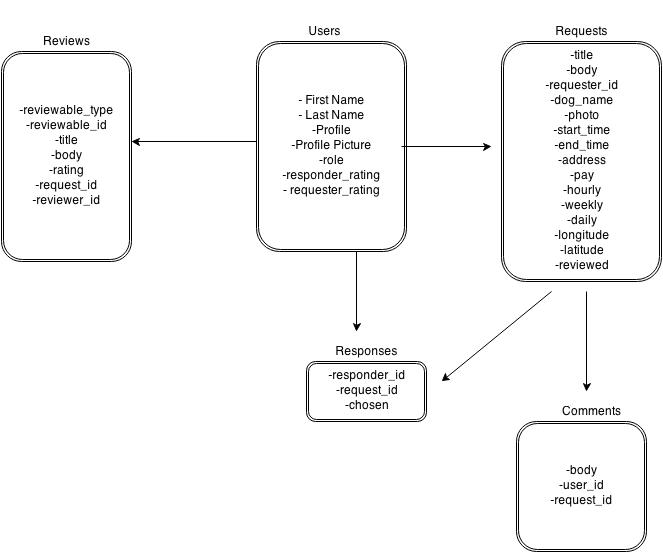 Reviews
-reviewable_type
-reviewable_id
-title
-body
-rating
-request_id
-reviewer_id
Users
- First Name
- Last Name
-Profile
-Profile Picture
-role
-responder_rating
- requester_rating
Requests
-title
-body
-requester_id
-dog_name
-photo
-start_time
-end_time
-address
-pay
-hourly
-weekly
-daily
-longitude
-latitude
-reviewed
Responses
-responder_id
-request_id
-chosen
Comments
-body
-user_id
-request_id